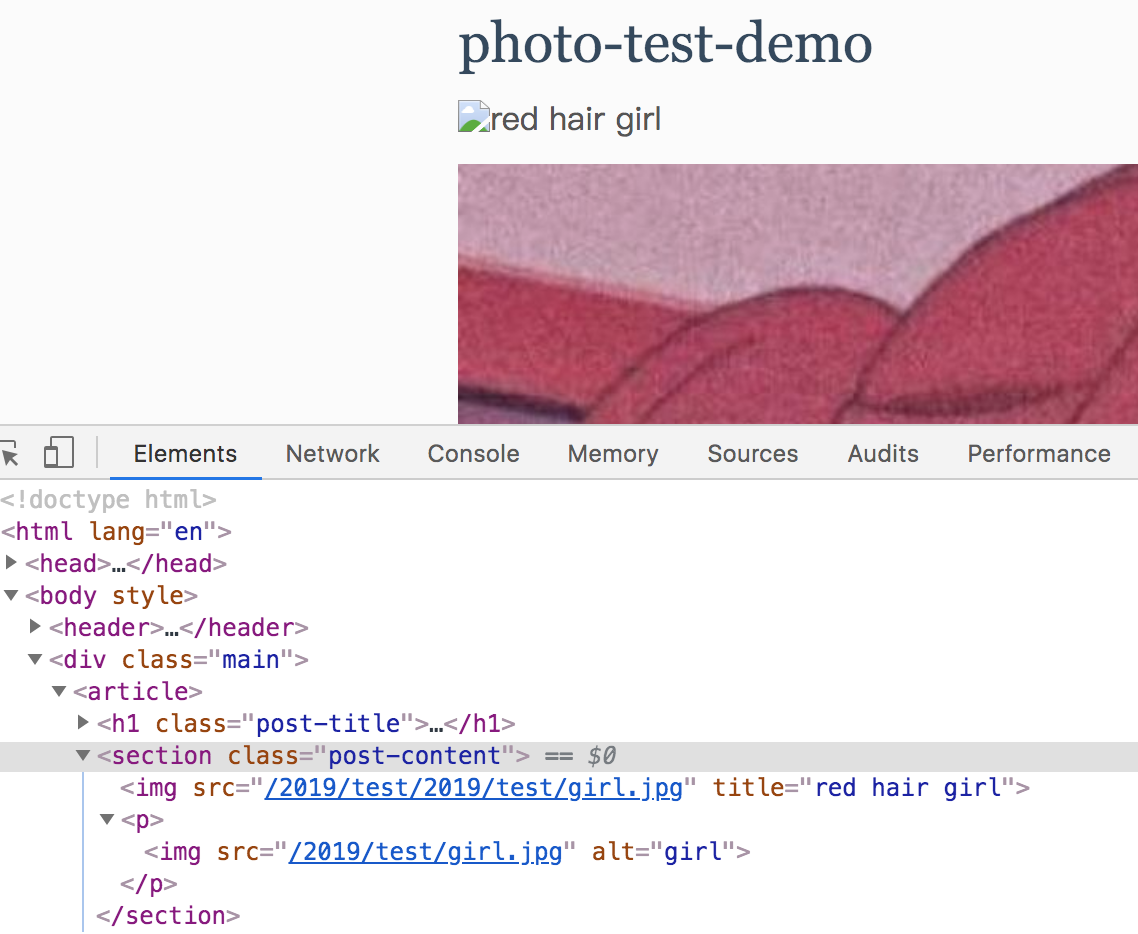 photo-test-demo
red hair girl
Elements Network Console Memory Sources Audits Performance
<!doctype html>
<html lang="en">
<head>…</head>
<body style>
<header>…</header>
<div class="main">
<article>
<h1 class="post-title">…</h1>
<section class="post-content"> == $0
<img src="/2019/test/2019/test/girl.jpg" title="red hair girl">
<p>
<img src="/2019/test/girl.jpg" alt="girl">
</p>
</section>